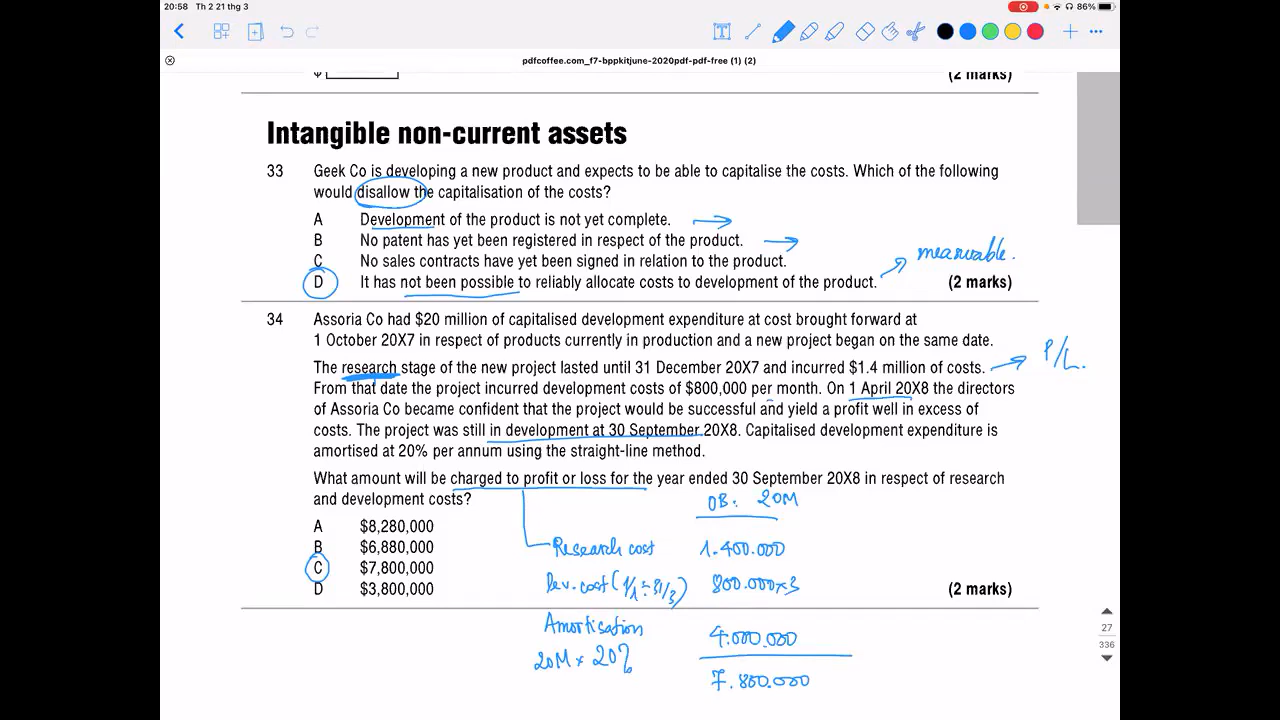 20:58 Th 2 21 thg 3
86%
pdfcoffee.com_f7-bppkitjune-2020pdf-pdf-free (1) (2)
(2 marks)
Intangible non-current assets
33 Geek Co is developing a new product and expects to be able to capitalise the costs. Which of the following
would disallow the capitalisation of the costs?
A Development of the product is not yet complete.
B No patent has yet been registered in respect of the product.
C No sales contracts have yet been signed in relation to the product.
measurable.
D It has not been possible to reliably allocate costs to development of the product. (2 marks)
34 Assoria Co had $20 million of capitalised development expenditure at cost brought forward at
1 October 20X7 in respect of products currently in production and a new project began on the same date.
The research stage of the new project lasted until 31 December 20X7 and incurred $1.4 million of costs. P/L.
From that date the project incurred development costs of $800,000 per month. On 1 April 20X8 the directors
of Assoria Co became confident that the project would be successful and yield a profit well in excess of
costs. The project was still in development at 30 September 20X8. Capitalised development expenditure is
amortised at 20% per annum using the straight-line method.
What amount will be charged to profit or loss for the year ended 30 September 20X8 in respect of research
and development costs?
OB: 20M
A $8,280,000
B $6,880,000 Research cost 1.400.000
C $7,800,000
D $3,800,000 Dev. cost (1/1 ÷ 31/3) 800.000x3 (2 marks)
Amortisation 4.000.000
20M x 20%
7.800.000
27
336